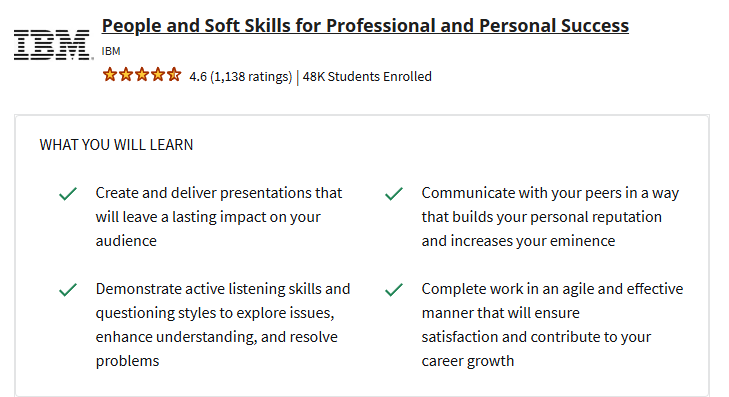 IBM
People and Soft Skills for Professional and Personal Success
IBM
4.6 (1,138 ratings) | 48K Students Enrolled
WHAT YOU WILL LEARN
Create and deliver presentations that
will leave a lasting impact on your
audience
Communicate with your peers in a way
that builds your personal reputation
and increases your eminence
Demonstrate active listening skills and
questioning styles to explore issues,
enhance understanding, and resolve
problems
Complete work in an agile and effective
manner that will ensure
satisfaction and contribute to your
career growth